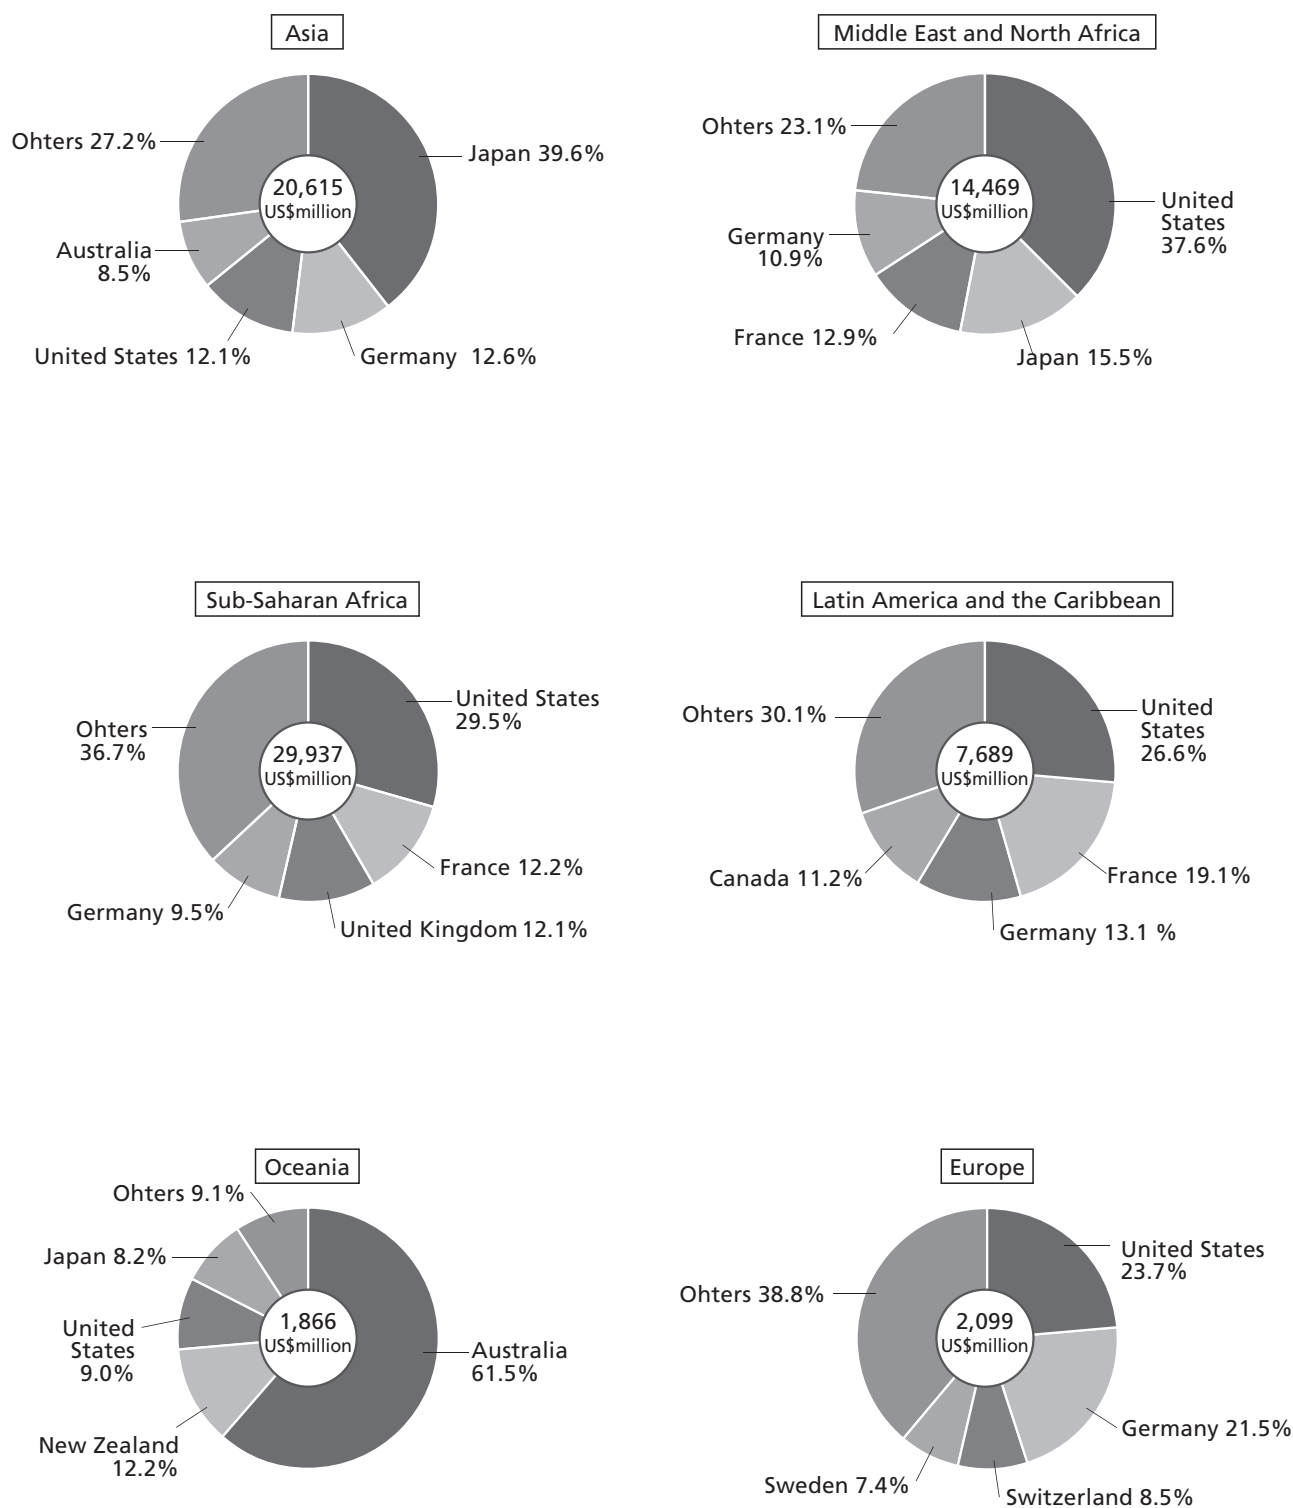 Asia
Ohters 27.2%
Japan 39.6%
20,615
US$million
Australia
8.5%
United States 12.1%
Germany 12.6%
Middle East and North Africa
Ohters 23.1%
United
States
37.6%
14,469
US$million
Germany
10.9%
France 12.9%
Japan 15.5%
Sub-Saharan Africa
United States
29.5%
Ohters
36.7%
29,937
US$million
France 12.2%
Germany 9.5%
United Kingdom 12.1%
Latin America and the Caribbean
Ohters 30.1%
United
States
26.6%
7,689
US$million
Canada 11.2%
France 19.1%
Germany 13.1 %
Oceania
Ohters 9.1%
Japan 8.2%
1,866
US$million
United
States
9.0%
Australia
61.5%
New Zealand
12.2%
Europe
United States
23.7%
Ohters 38.8%
2,099
US$million
Germany 21.5%
Sweden 7.4%
Switzerland 8.5%